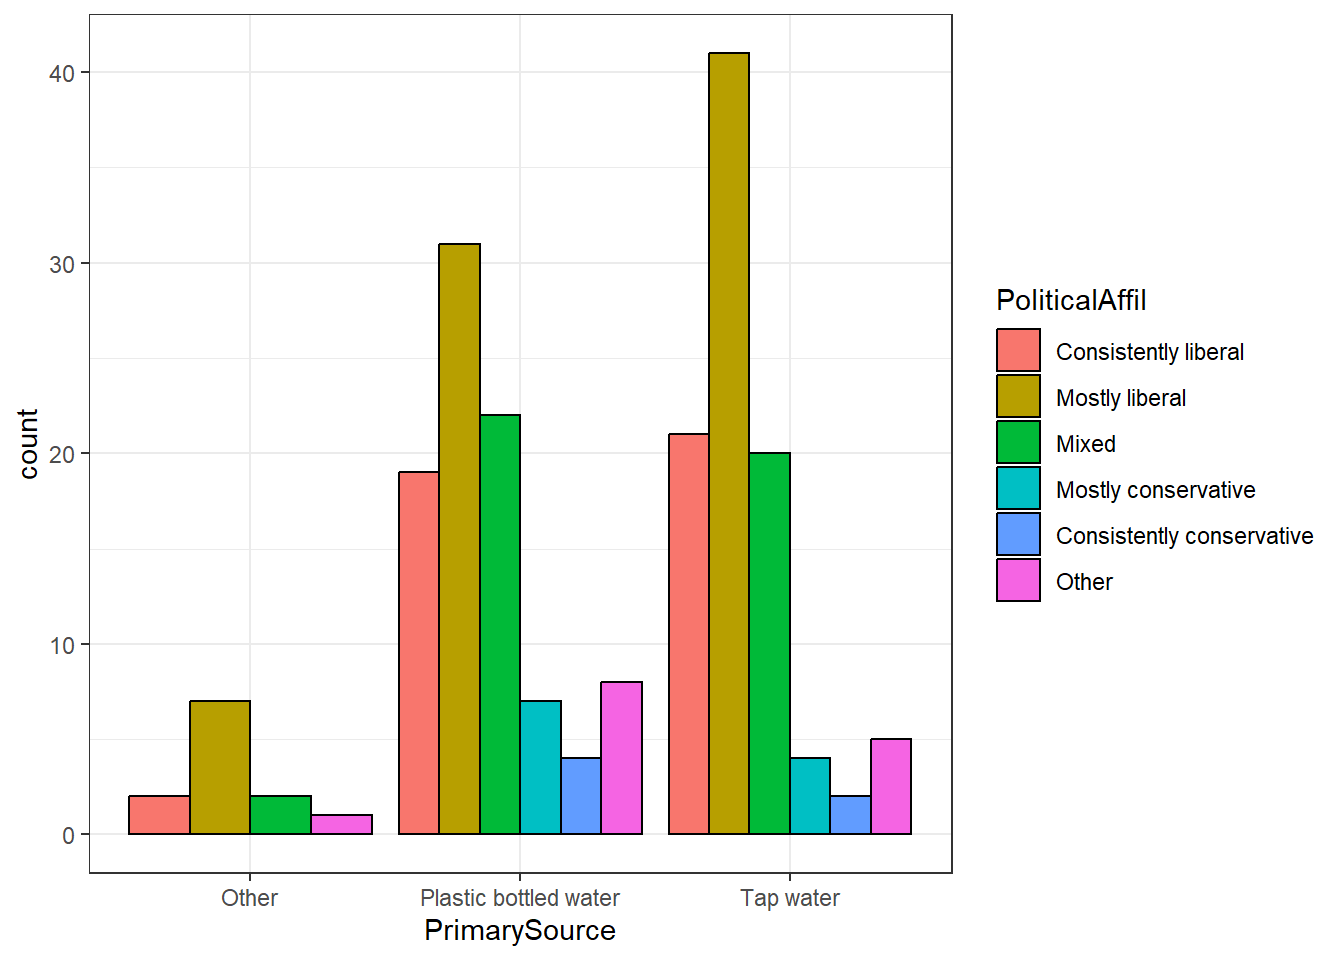 40
30
20
10
0
count
Other
Plastic bottled water
Tap water
PrimarySource
PoliticalAffil
Consistently liberal
Mostly liberal
Mixed
Mostly conservative
Consistently conservative
Other